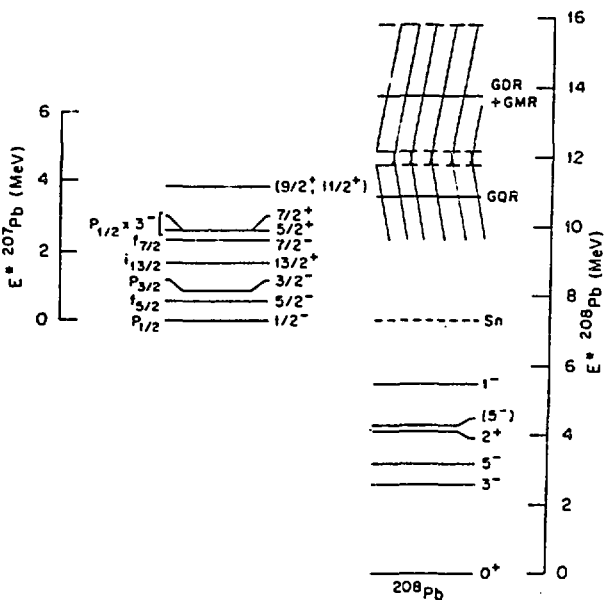 E* 207Pb (MeV)
6
4
2
0
(9/2+, 11/2+)
P1/2 x 3- 7/2+
5/2+
f7/2 7/2-
i13/2 13/2+
P3/2 3/2-
f5/2 5/2-
P1/2 1/2-
E* 208Pb (MeV)
16
14
12
10
8
6
4
2
0
GDR
+ GMR
GQR
Sn
1-
(5-)
2+
5-
3-
0+
208Pb